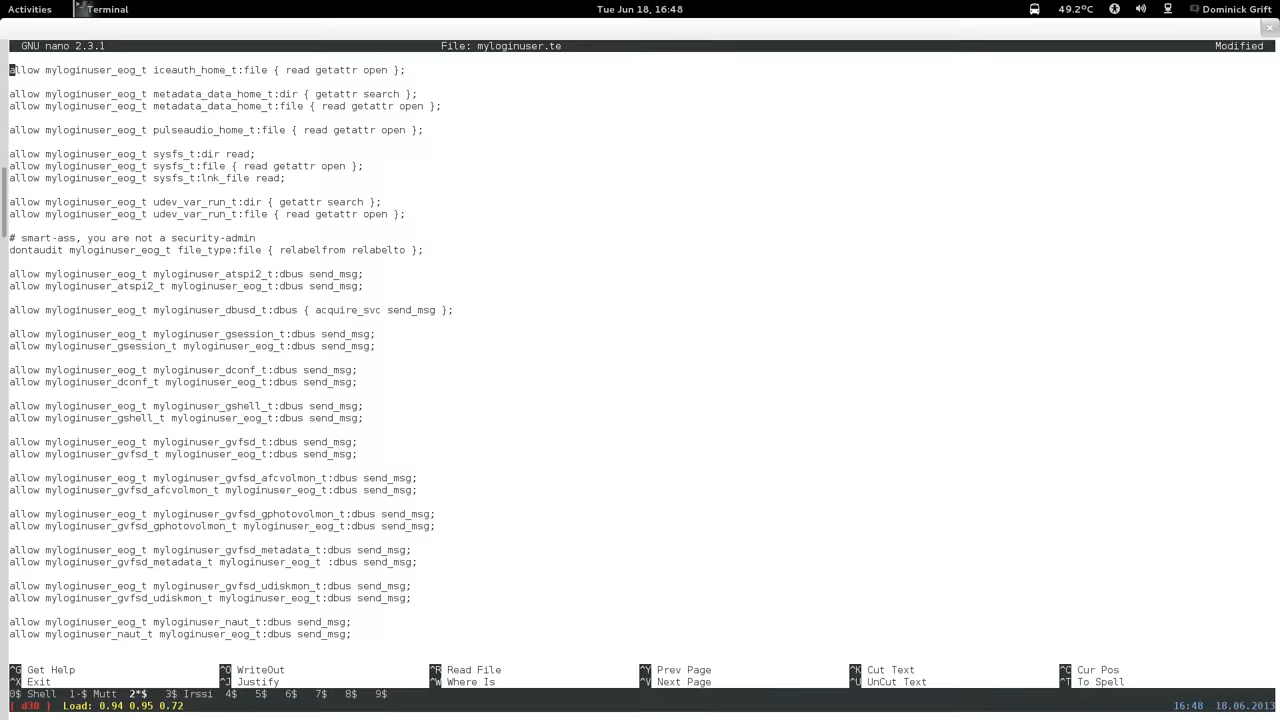 Activities Terminal Tue Jun 18, 16:48 49.2°C Dominick Grift
GNU nano 2.3.1 File: myloginuser.te Modified
allow myloginuser_eog_t iceauth_home_t:file { read getattr open };
allow myloginuser_eog_t metadata_data_home_t:dir { getattr search };
allow myloginuser_eog_t metadata_data_home_t:file { read getattr open };
allow myloginuser_eog_t pulseaudio_home_t:file { read getattr open };
allow myloginuser_eog_t sysfs_t:dir read;
allow myloginuser_eog_t sysfs_t:file { read getattr open };
allow myloginuser_eog_t sysfs_t:lnk_file read;
allow myloginuser_eog_t udev_var_run_t:dir { getattr search };
allow myloginuser_eog_t udev_var_run_t:file { read getattr open };
# smart-ass, you are not a security-admin
dontaudit myloginuser_eog_t file_type:file { relabelfrom relabelto };
allow myloginuser_eog_t myloginuser_atspi2_t:dbus send_msg;
allow myloginuser_atspi2_t myloginuser_eog_t:dbus send_msg;
allow myloginuser_eog_t myloginuser_dbusd_t:dbus { acquire_svc send_msg };
allow myloginuser_eog_t myloginuser_gsession_t:dbus send_msg;
allow myloginuser_gsession_t myloginuser_eog_t:dbus send_msg;
allow myloginuser_eog_t myloginuser_dconf_t:dbus send_msg;
allow myloginuser_dconf_t myloginuser_eog_t:dbus send_msg;
allow myloginuser_eog_t myloginuser_gshell_t:dbus send_msg;
allow myloginuser_gshell_t myloginuser_eog_t:dbus send_msg;
allow myloginuser_eog_t myloginuser_gvfsd_t:dbus send_msg;
allow myloginuser_gvfsd_t myloginuser_eog_t:dbus send_msg;
allow myloginuser_eog_t myloginuser_gvfsd_afcvolmon_t:dbus send_msg;
allow myloginuser_gvfsd_afcvolmon_t myloginuser_eog_t:dbus send_msg;
allow myloginuser_eog_t myloginuser_gvfsd_gphotovolmon_t:dbus send_msg;
allow myloginuser_gvfsd_gphotovolmon_t myloginuser_eog_t:dbus send_msg;
allow myloginuser_eog_t myloginuser_gvfsd_metadata_t:dbus send_msg;
allow myloginuser_gvfsd_metadata_t myloginuser_eog_t :dbus send_msg;
allow myloginuser_eog_t myloginuser_gvfsd_udiskmon_t:dbus send_msg;
allow myloginuser_gvfsd_udiskmon_t myloginuser_eog_t:dbus send_msg;
allow myloginuser_eog_t myloginuser_naut_t:dbus send_msg;
allow myloginuser_naut_t myloginuser_eog_t:dbus send_msg;
^G Get Help ^O WriteOut ^R Read File ^Y Prev Page ^K Cut Text ^C Cur Pos
^X Exit ^J Justify ^W Where Is ^V Next Page ^U UnCut Text ^T To Spell
0$ Shell 1-$ Mutt 2*$ 3$ Irssi 4$ 5$ 6$ 7$ 8$ 9$
[ d30 ] Load: 0.94 0.95 0.72 16:48 18.06.2013